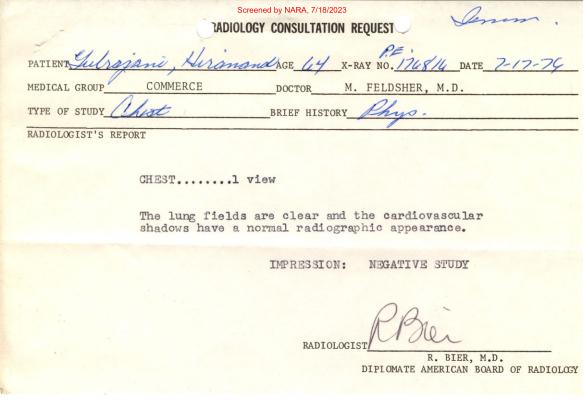 Screened by NARA, 7/18/2023
RADIOLOGY CONSULTATION REQUEST
PATIENT Gulrajani, Hiranand AGE 64 X-RAY NO. P.E. 176816 DATE 7-17-76
MEDICAL GROUP COMMERCE DOCTOR M. FELDSHER, M.D.
TYPE OF STUDY Chest BRIEF HISTORY Phys.
RADIOLOGIST'S REPORT
CHEST........1 view
The lung fields are clear and the cardiovascular
shadows have a normal radiographic appearance.
IMPRESSION: NEGATIVE STUDY
RADIOLOGIST R Bier
R. BIER, M.D.
DIPLOMATE AMERICAN BOARD OF RADIOLOGY